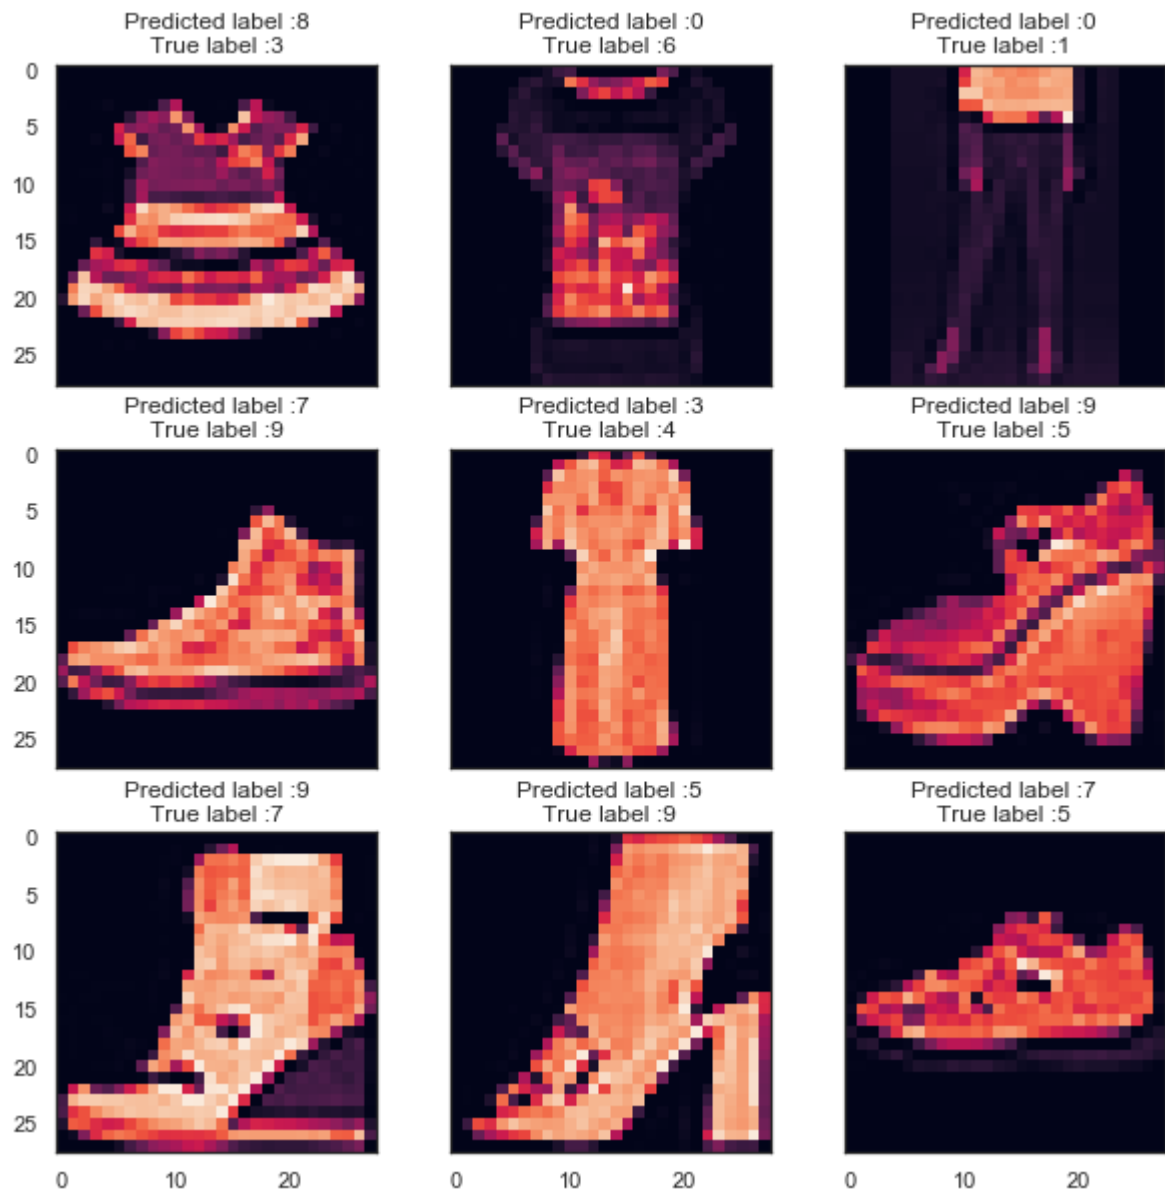 Predicted label :8
True label :3
Predicted label :0
True label :6
Predicted label :0
True label :1
0
5
10
15
20
25
Predicted label :7
True label :9
Predicted label :3
True label :4
Predicted label :9
True label :5
0
5
10
15
20
25
Predicted label :9
True label :7
Predicted label :5
True label :9
Predicted label :7
True label :5
0
5
10
15
20
25
0 10 20
0 10 20
0 10 20